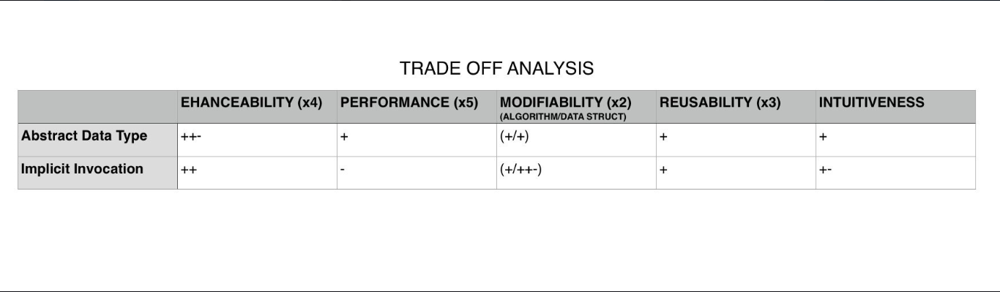 TRADE OFF ANALYSIS
EHANCEABILITY (x4) PERFORMANCE (x5) MODIFIABILITY (x2) REUSABILITY (x3) INTUITIVENESS
(ALGORITHM/DATA STRUCT)
Abstract Data Type ++- + (+/+) + +
Implicit Invocation ++ - (+/++-) + +-